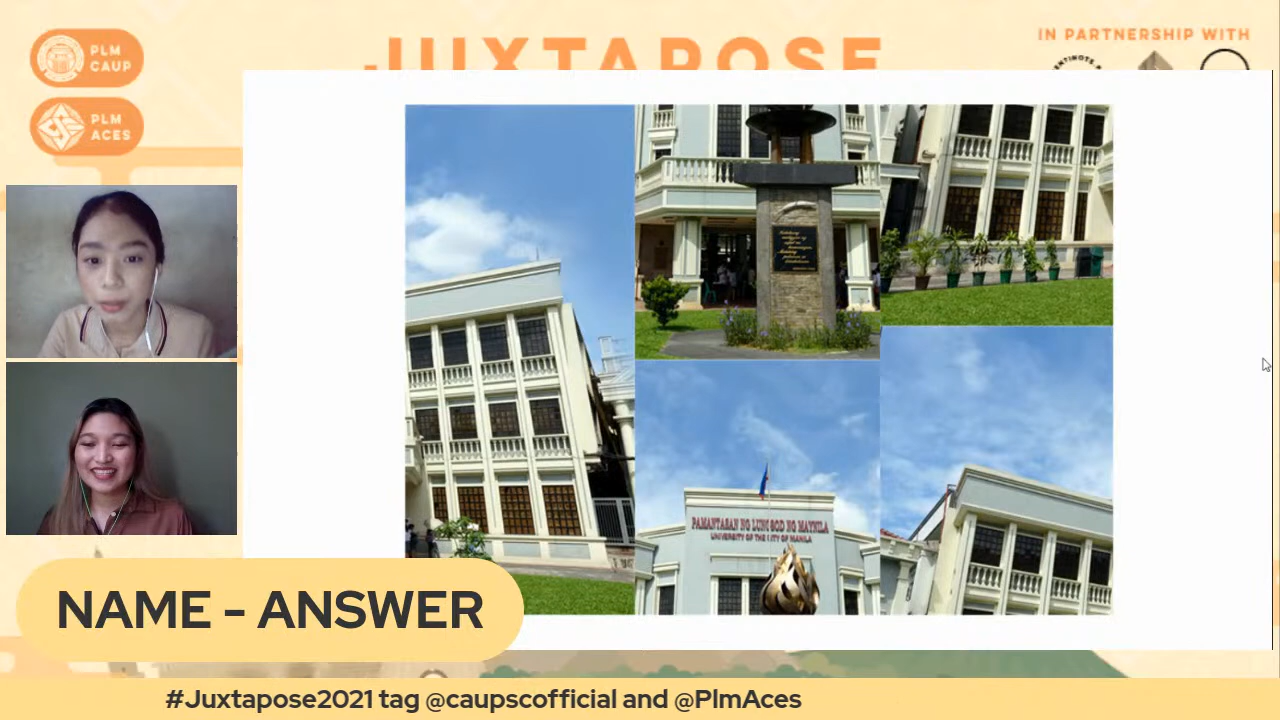 PLM
CAUP
JUXTAPOSE
IN PARTNERSHIP WITH
PLM
ACES
PAMANTASAN NG LUNGSOD NG MAYNILA
UNIVERSITY OF THE CITY OF MANILA
NAME - ANSWER
#Juxtapose2021 tag @caupscofficial and @PlmAces